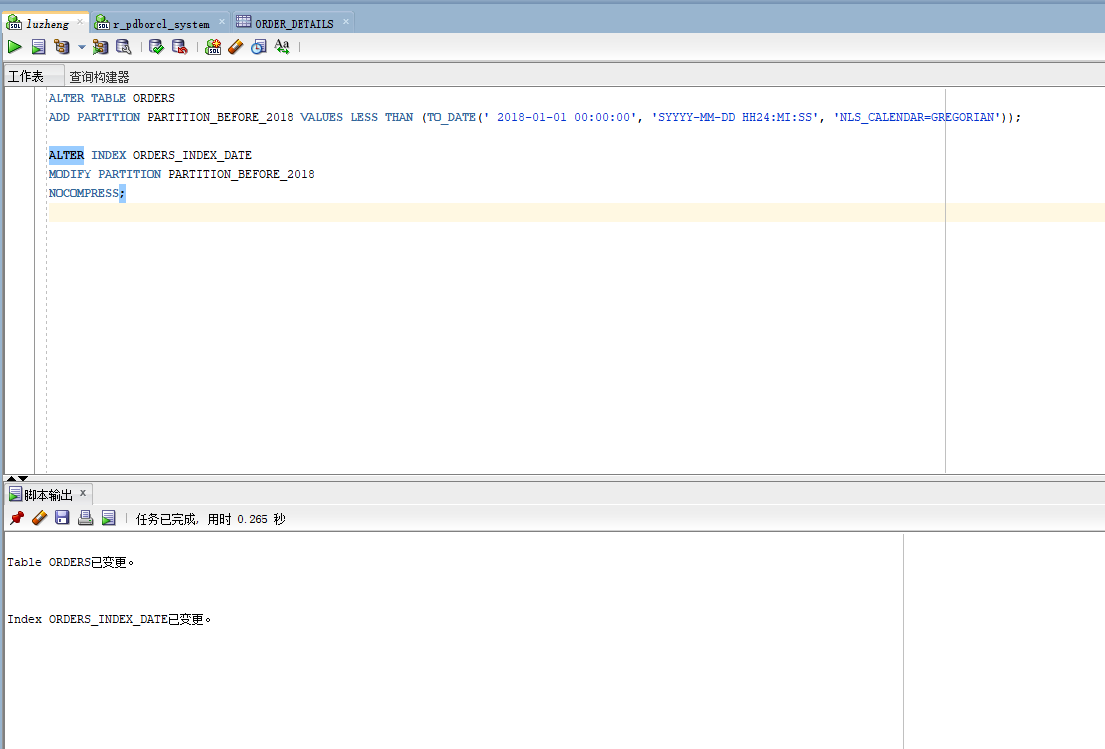 luzheng
r_pdborcl_system
ORDER_DETAILS
工作表
查询构建器
ALTER TABLE ORDERS
ADD PARTITION PARTITION_BEFORE_2018 VALUES LESS THAN (TO_DATE(' 2018-01-01 00:00:00', 'SYYYY-MM-DD HH24:MI:SS', 'NLS_CALENDAR=GREGORIAN'));
ALTER INDEX ORDERS_INDEX_DATE
MODIFY PARTITION PARTITION_BEFORE_2018
NOCOMPRESS;
脚本输出
任务已完成, 用时 0.265 秒
Table ORDERS已变更。
Index ORDERS_INDEX_DATE已变更。